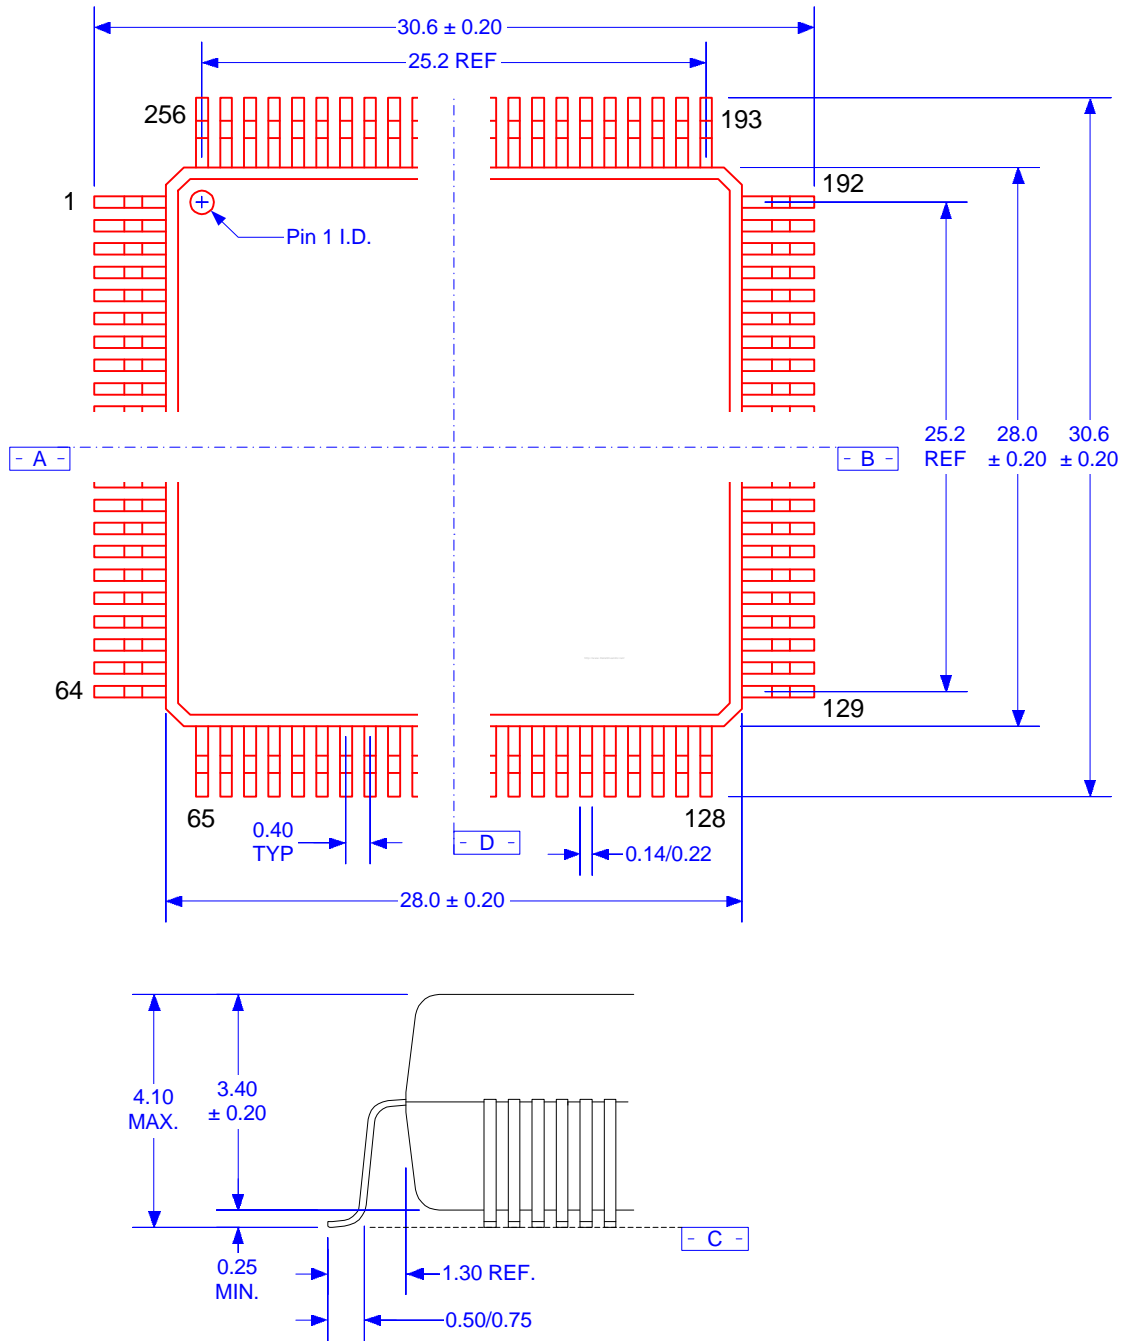 30.6 ± 0.20
25.2 REF
256
193
1
192
Pin 1 I.D.
25.2
REF
28.0
± 0.20
30.6
± 0.20
- A -
- B -
64
129
65
128
0.40
TYP
- D -
0.14/0.22
28.0 ± 0.20
4.10
MAX.
3.40
± 0.20
- C -
0.25
MIN.
1.30 REF.
0.50/0.75